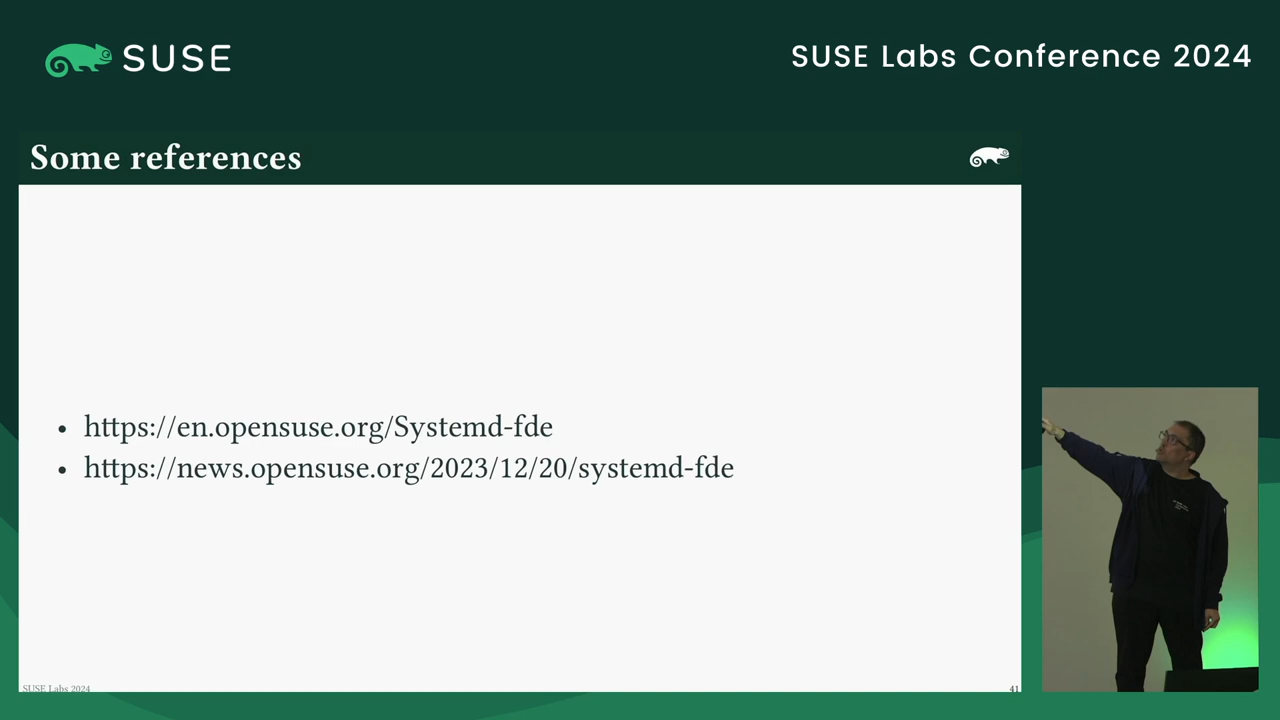 SUSE
SUSE Labs Conference 2024
Some references
• https://en.opensuse.org/Systemd-fde
• https://news.opensuse.org/2023/12/20/systemd-fde
SUSE Labs 2024
41